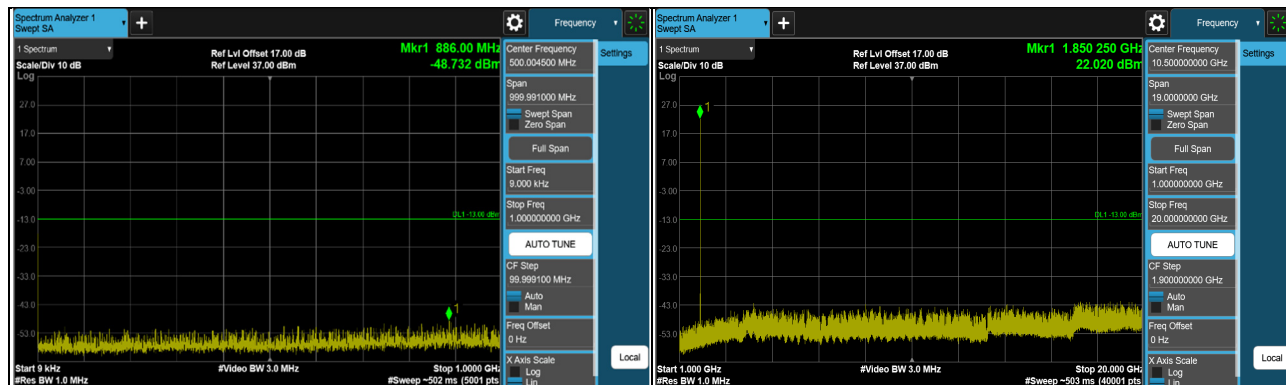 Spectrum Analyzer 1
Swept SA
+
Frequency
1 Spectrum
Scale/Div 10 dB
Log
Ref Lvl Offset 17.00 dB
Ref Level 37.00 dBm
Mkr1 886.00 MHz
-48.732 dBm
27.0
17.0
7.00
-3.00
-13.0
-23.0
-33.0
-43.0
-53.0
DL1 -13.00 dBm
1
Start 9 kHz
#Res BW 1.0 MHz
#Video BW 3.0 MHz
Stop 1.0000 GHz
#Sweep ~502 ms (5001 pts
Center Frequency
500.004500 MHz
Span
999.991000 MHz
Swept Span
Zero Span
Full Span
Start Freq
9.000 kHz
Stop Freq
1.000000000 GHz
AUTO TUNE
CF Step
99.999100 MHz
Auto
Man
Freq Offset
0 Hz
X Axis Scale
Log
Lin
Settings
Local
Spectrum Analyzer 1
Swept SA
+
Frequency
1 Spectrum
Scale/Div 10 dB
Log
Ref Lvl Offset 17.00 dB
Ref Level 37.00 dBm
Mkr1 1.850 250 GHz
22.020 dBm
27.0
17.0
7.00
-3.00
-13.0
-23.0
-33.0
-43.0
-53.0
DL1 -13.00 dBm
1
Start 1.000 GHz
#Res BW 1.0 MHz
#Video BW 3.0 MHz
Stop 20.000 GHz
#Sweep ~503 ms (40001 pts
Center Frequency
10.500000000 GHz
Span
19.0000000 GHz
Swept Span
Zero Span
Full Span
Start Freq
1.000000000 GHz
Stop Freq
20.000000000 GHz
AUTO TUNE
CF Step
1.900000000 GHz
Auto
Man
Freq Offset
0 Hz
X Axis Scale
Log
Lin
Settings
Local